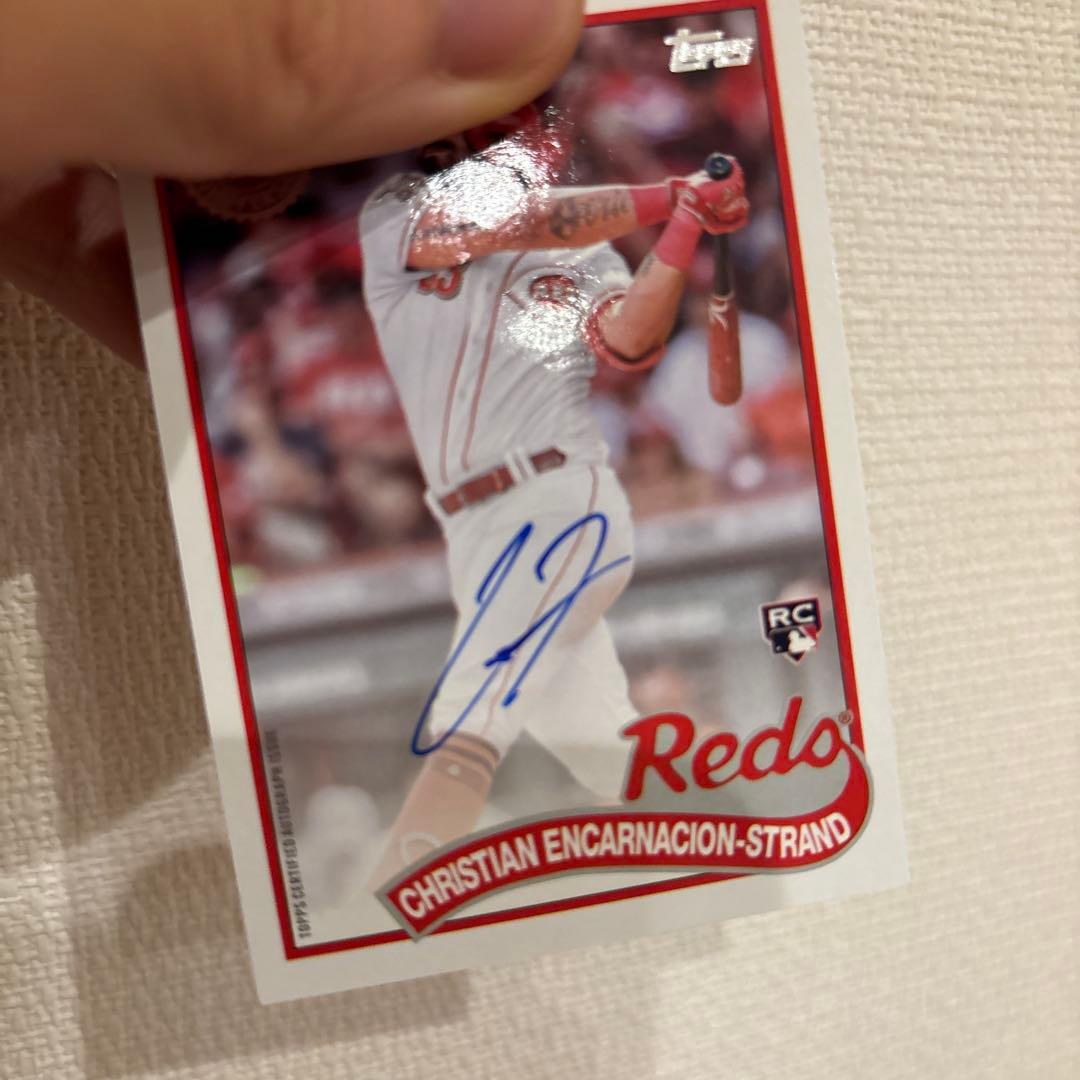 Topps
RC
Reds®
CHRISTIAN ENCARNACION-STRAND
TOPPS CERTIFIED AUTOGRAPH ISSUE